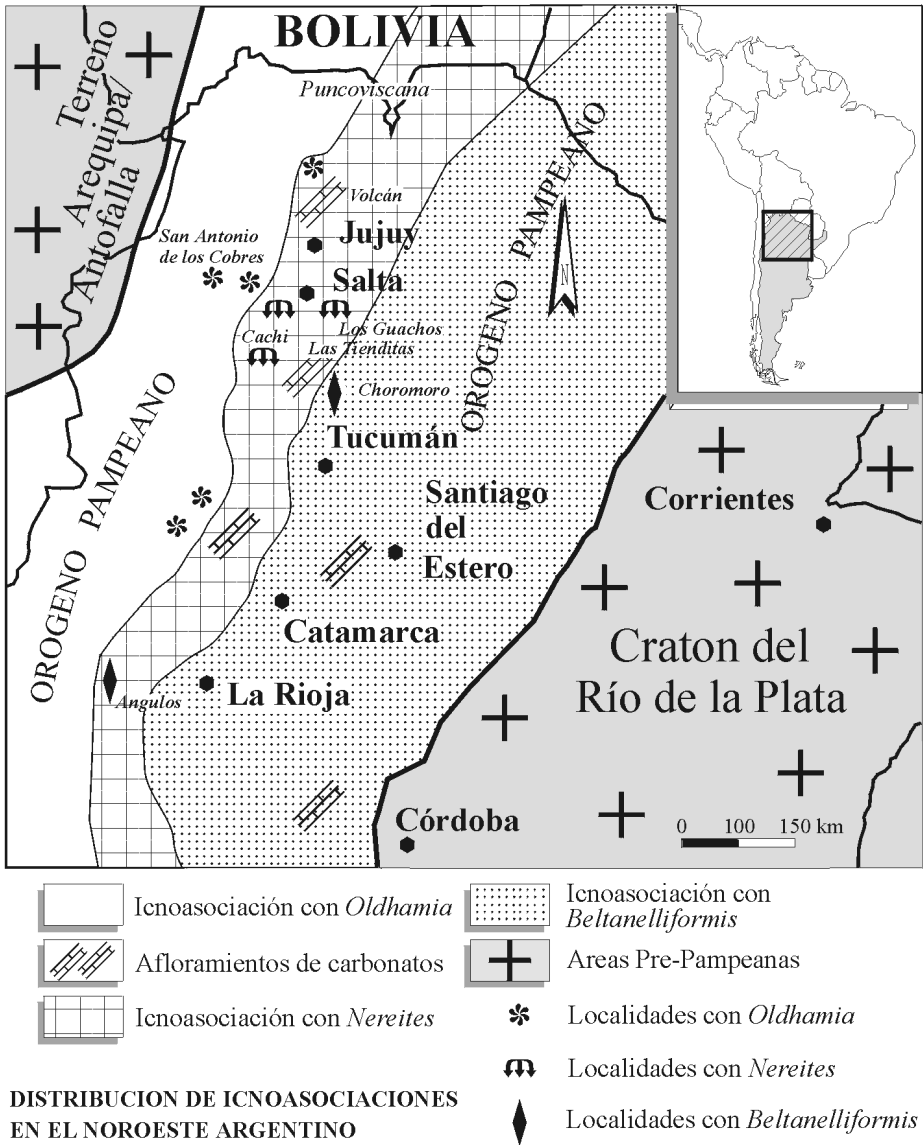 BOLIVIA
Puncoviscana
Terreno
Arequipa/
Antofalla
OROGENO PAMPEANO
N
Volcán
Jujuy
San Antonio
de los Cobres
Salta
Cachi
Los Guachos
Las Tienditas
Choromoro
Tucumán
OROGENO PAMPEANO
Santiago
del
Estero
Corrientes
Catamarca
Craton del
Río de la Plata
Angulos
La Rioja
Córdoba
0 100 150 km
Icnoasociación con Oldhamia
Afloramientos de carbonatos
Icnoasociación con Nereites
Icnoasociación con
Beltanelliformis
Areas Pre-Pampeanas
Localidades con Oldhamia
Localidades con Nereites
Localidades con Beltanelliformis
DISTRIBUCION DE ICNOASOCIACIONES
EN EL NOROESTE ARGENTINO